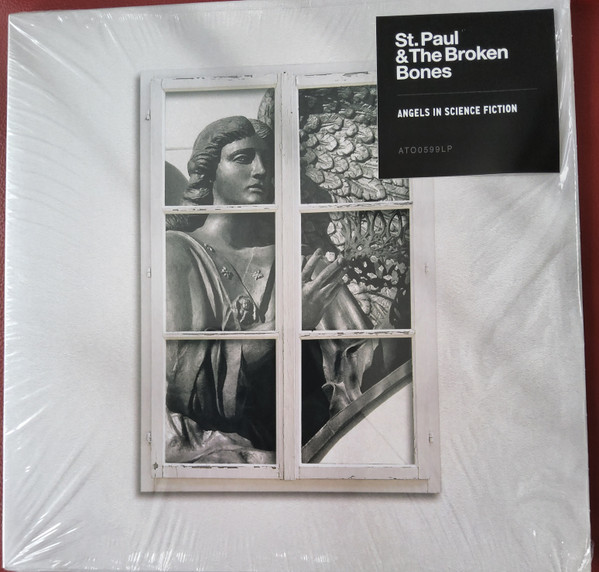 St. Paul
& The Broken
Bones
ANGELS IN SCIENCE FICTION
ATO0599LP